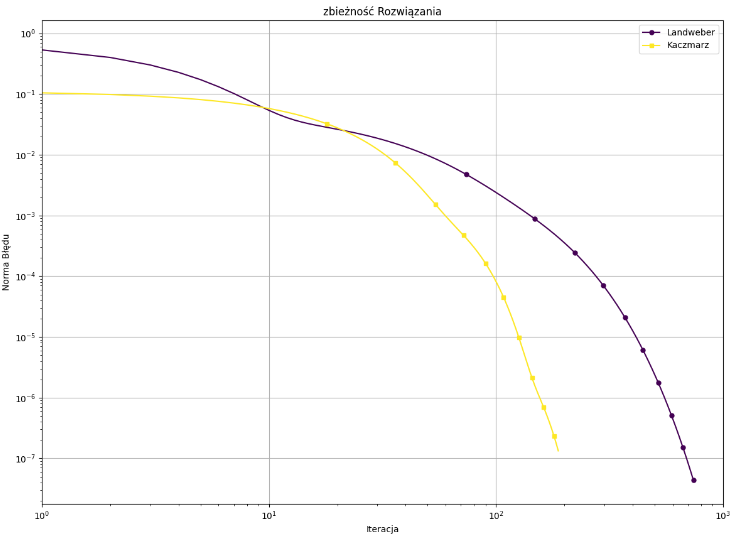 zbieżność Rozwiązania
Landweber
Kaczmarz
Norma Błędu
10⁰
10⁻¹
10⁻²
10⁻³
10⁻⁴
10⁻⁵
10⁻⁶
10⁻⁷
10⁰
10¹
10²
10³
Iteracja